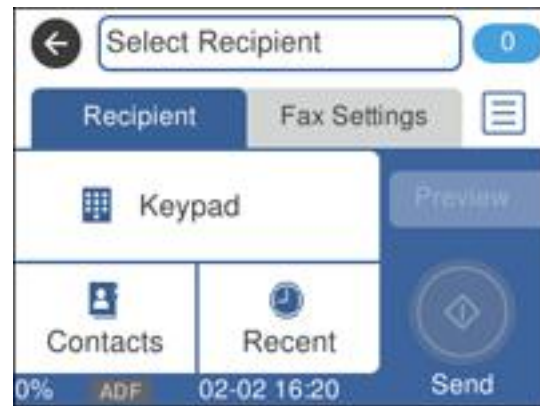 Select Recipient
0
Recipient
Fax Settings
Keypad
Preview
Contacts
Recent
Send
0%
ADF
02-02 16:20